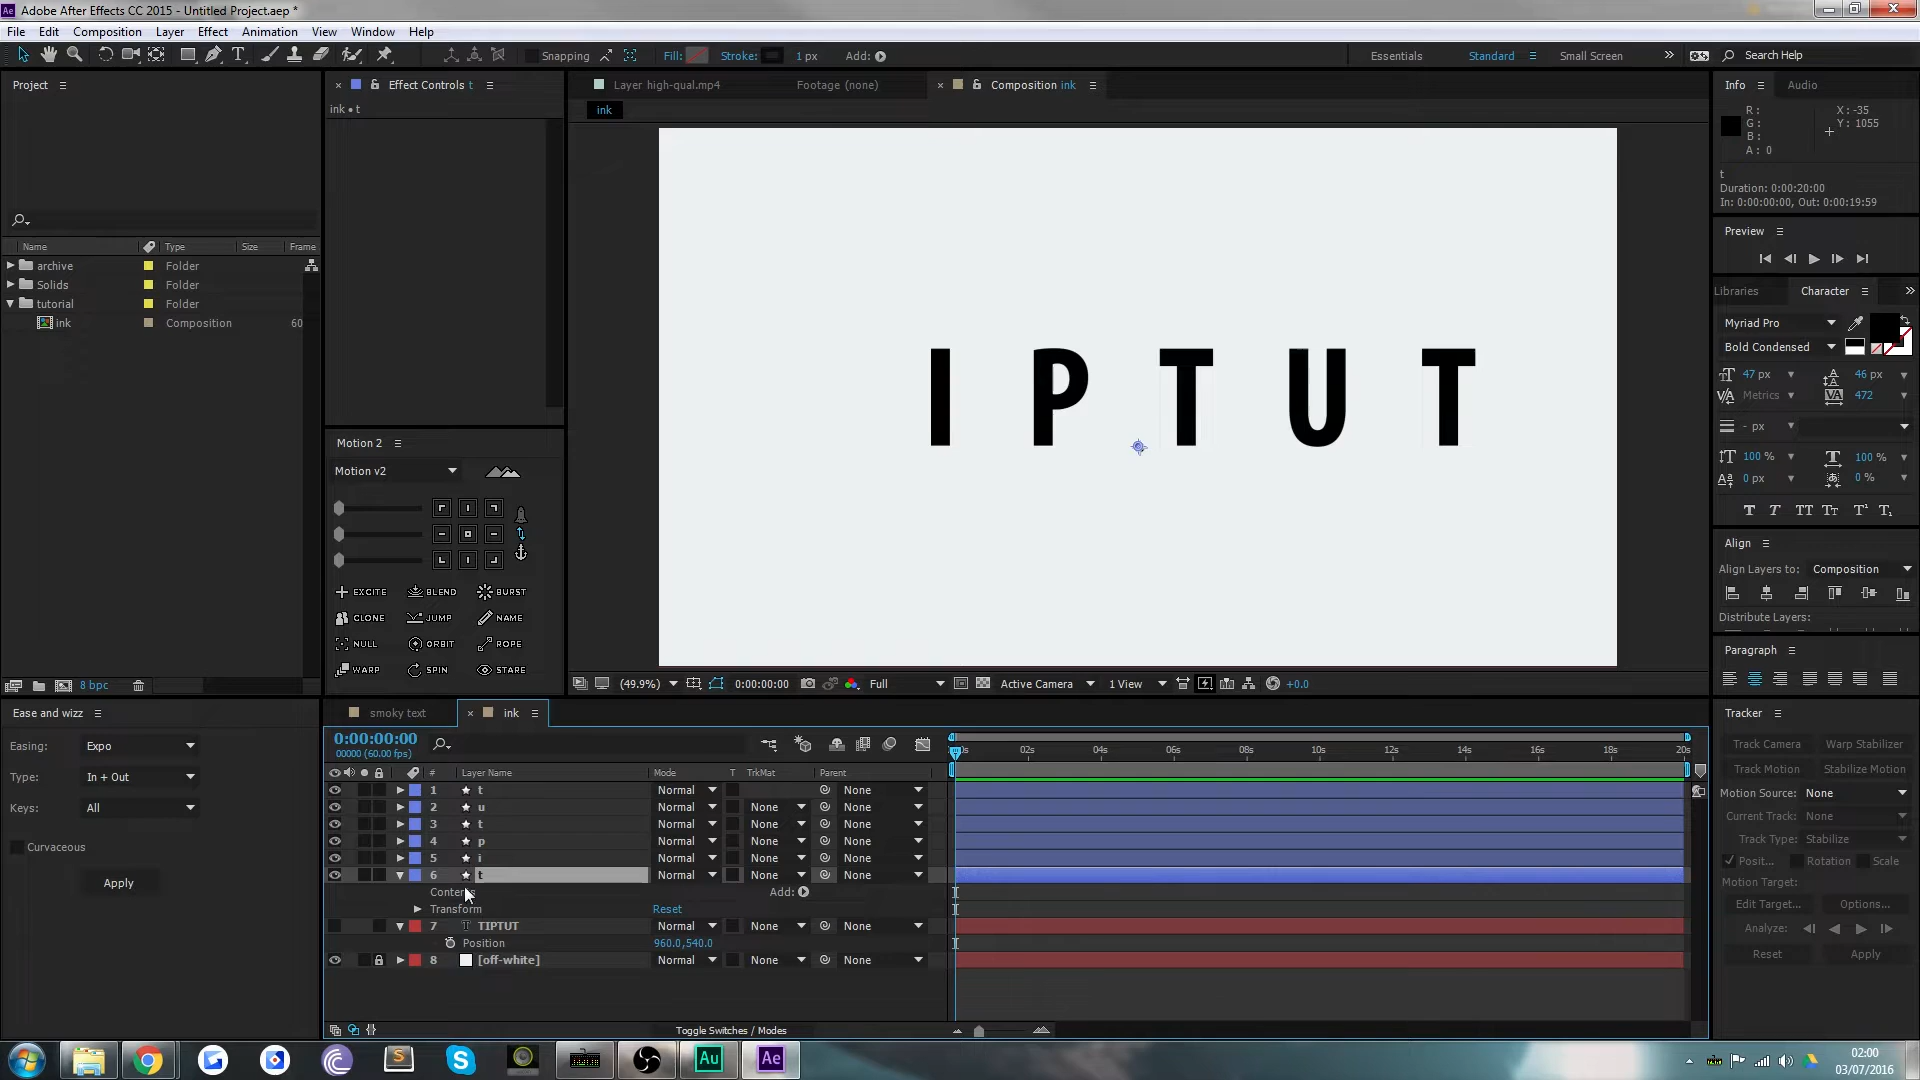 Adobe After Effects CC 2015 - Untitled Project.aep *
File Edit Composition Layer Effect Animation View Window Help
Snapping
Fill: Stroke: 1 px Add:
Essentials Standard Small Screen Search Help
Project
Name Type Size Frame
archive Folder
Solids Folder
tutorial Folder
ink Composition 60
8 bpc
Effect Controls t
ink • t
Motion 2
Motion v2
EXCITE BLEND BURST
CLONE JUMP NAME
NULL ORBIT ROPE
WARP SPIN STARE
Layer high-qual.mp4 Footage (none) Composition ink
ink
I P T U T
(49.9%) 0:00:00:00 Full Active Camera 1 View +0.0
Info Audio
R: X: -35
G: Y: 1055
B:
A: 0
t
Duration: 0:00:20:00
In: 0:00:00:00, Out: 0:00:19:59
Preview
Libraries Character
Myriad Pro
Bold Condensed
47 px 46 px
Metrics 472
- px
100 % 100 %
0 px 0 %
Align
Align Layers to: Composition
Distribute Layers:
Paragraph
Tracker
Track Camera Warp Stabilizer
Track Motion Stabilize Motion
Motion Source: None
Current Track: None
Track Type: Stabilize
Posit... Rotation Scale
Motion Target:
Edit Target... Options...
Analyze:
Reset Apply
Ease and wizz
Easing: Expo
Type: In + Out
Keys: All
Curvaceous
Apply
smoky text ink
0:00:00:00
00000 (60.00 fps)
02s 04s 06s 08s 10s 12s 14s 16s 18s 20s
# Layer Name Mode T TrkMat Parent
1 t Normal None
2 u Normal None None
3 t Normal None None
4 p Normal None None
5 i Normal None None
6 t Normal None None
Add:
Transform Reset
7 T TIPTUT Normal None None
Position 960.0,540.0
8 [off-white] Normal None None
Toggle Switches / Modes
Au Ae
02:00
03/07/2016